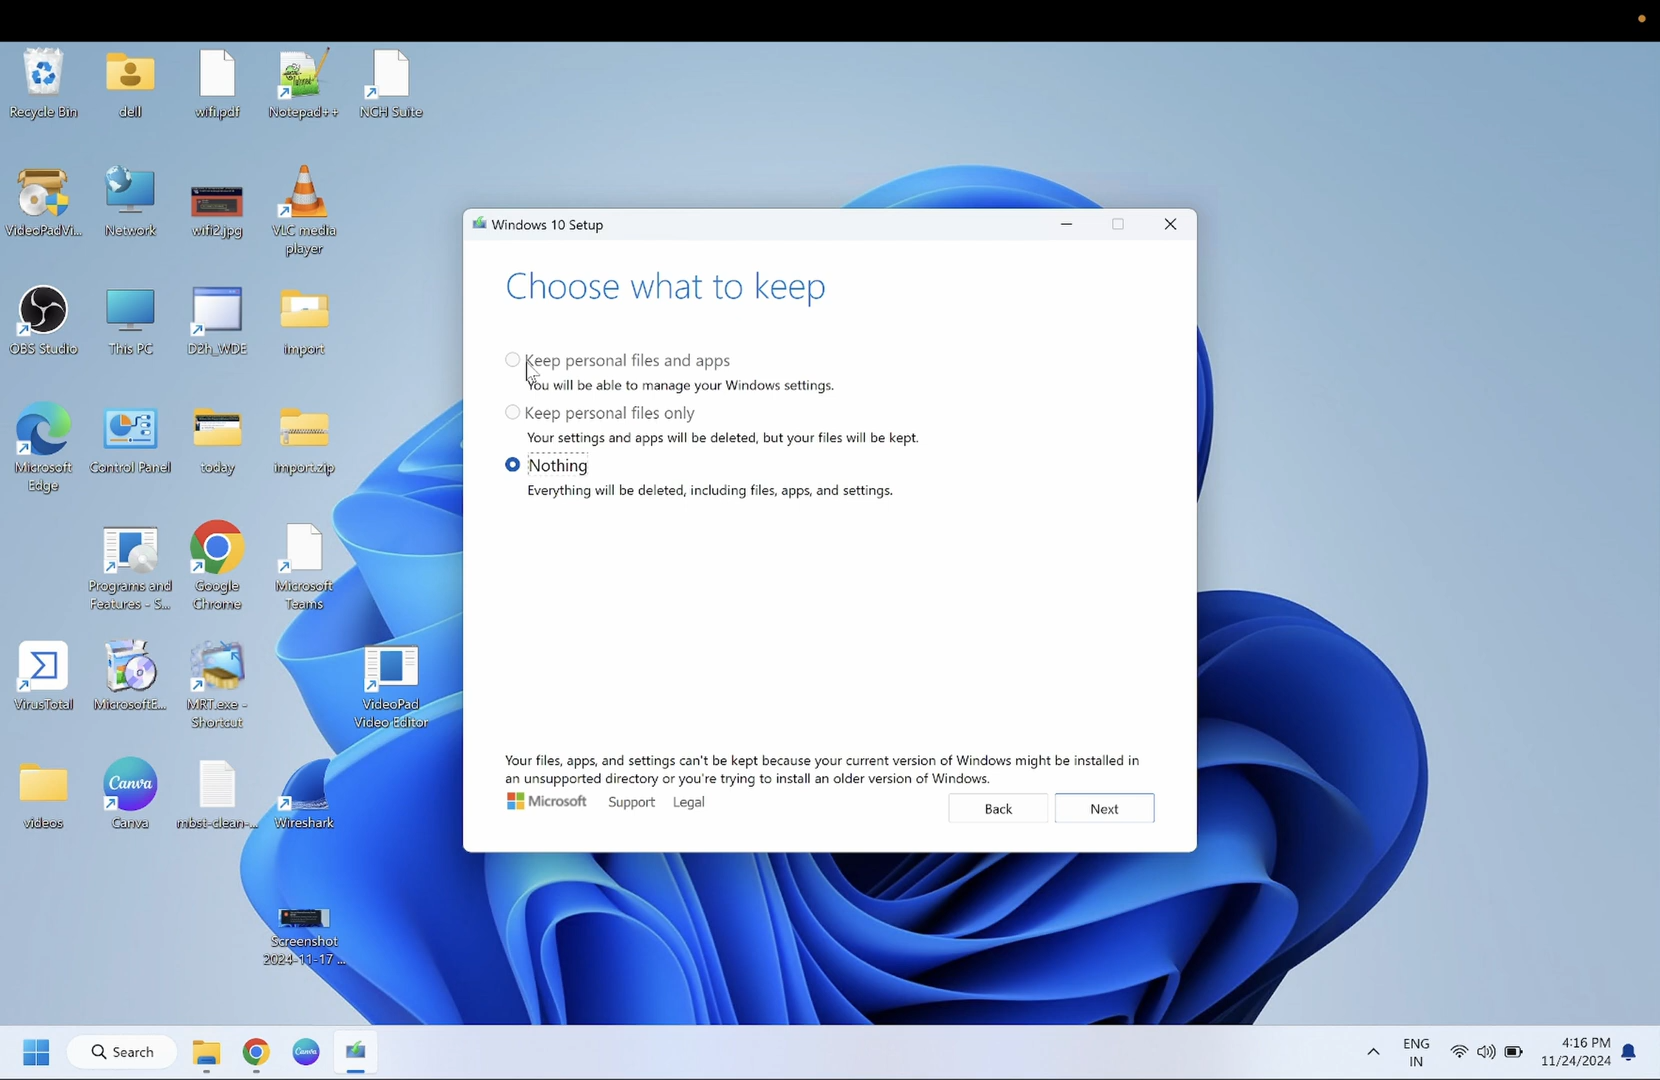 Recycle Bin
dell
wifi.pdf
Notepad++
NCH Suite
VideoPadVi...
Network
wifi2.jpg
VLC media
player
OBS Studio
This PC
D2h_WDE
import
Microsoft
Edge
Control Panel
today
import.zip
Programs and
Features - S...
Google
Chrome
Microsoft
Teams
VirusTotal
MicrosoftE...
MRT.exe -
Shortcut
VideoPad
Video Editor
videos
Canva
Canva
mbst-clean-...
Wireshark
Screenshot
2024-11-17 ...
Windows 10 Setup
Choose what to keep
Keep personal files and apps
You will be able to manage your Windows settings.
Keep personal files only
Your settings and apps will be deleted, but your files will be kept.
Nothing
Everything will be deleted, including files, apps, and settings.
Your files, apps, and settings can't be kept because your current version of Windows might be installed in
an unsupported directory or you're trying to install an older version of Windows.
Microsoft
Support
Legal
Back
Next
Search
Canva
ENG
IN
4:16 PM
11/24/2024